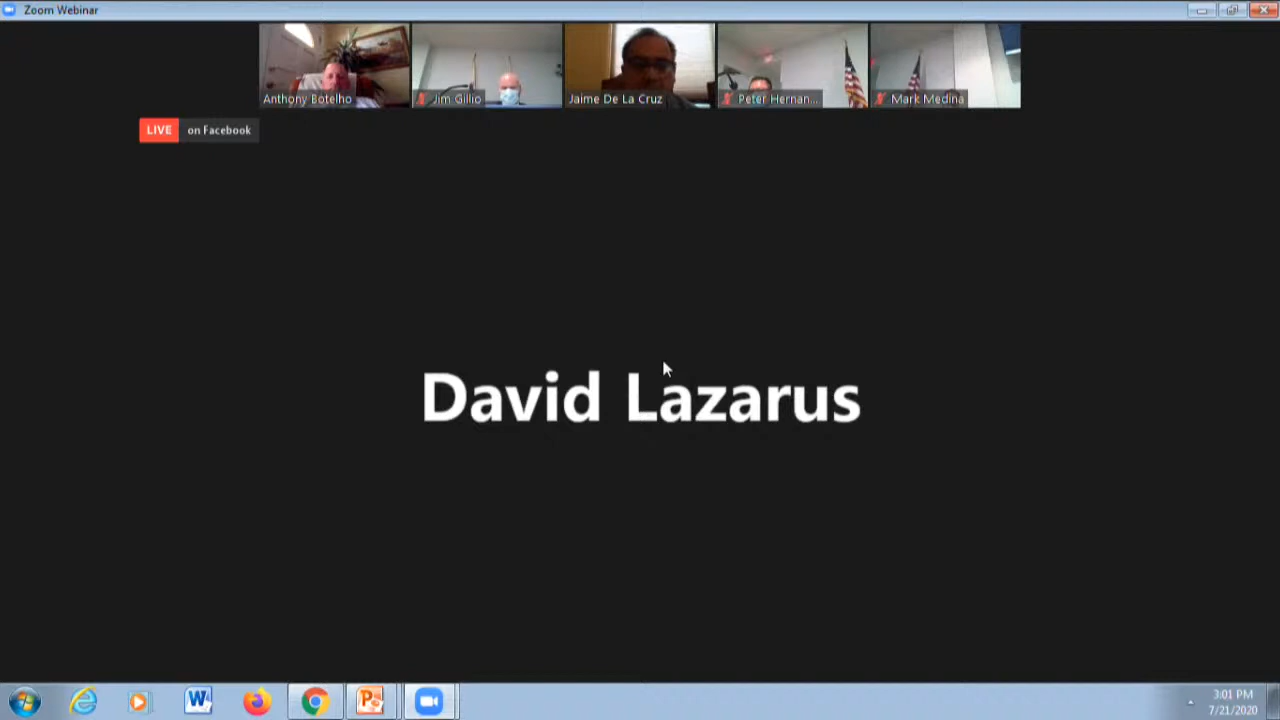 Zoom Webinar
Anthony Botelho
Jim Gillio
Jaime De La Cruz
Peter Hernan...
Mark Medina
LIVE on Facebook
David Lazarus
3:01 PM
7/21/2020